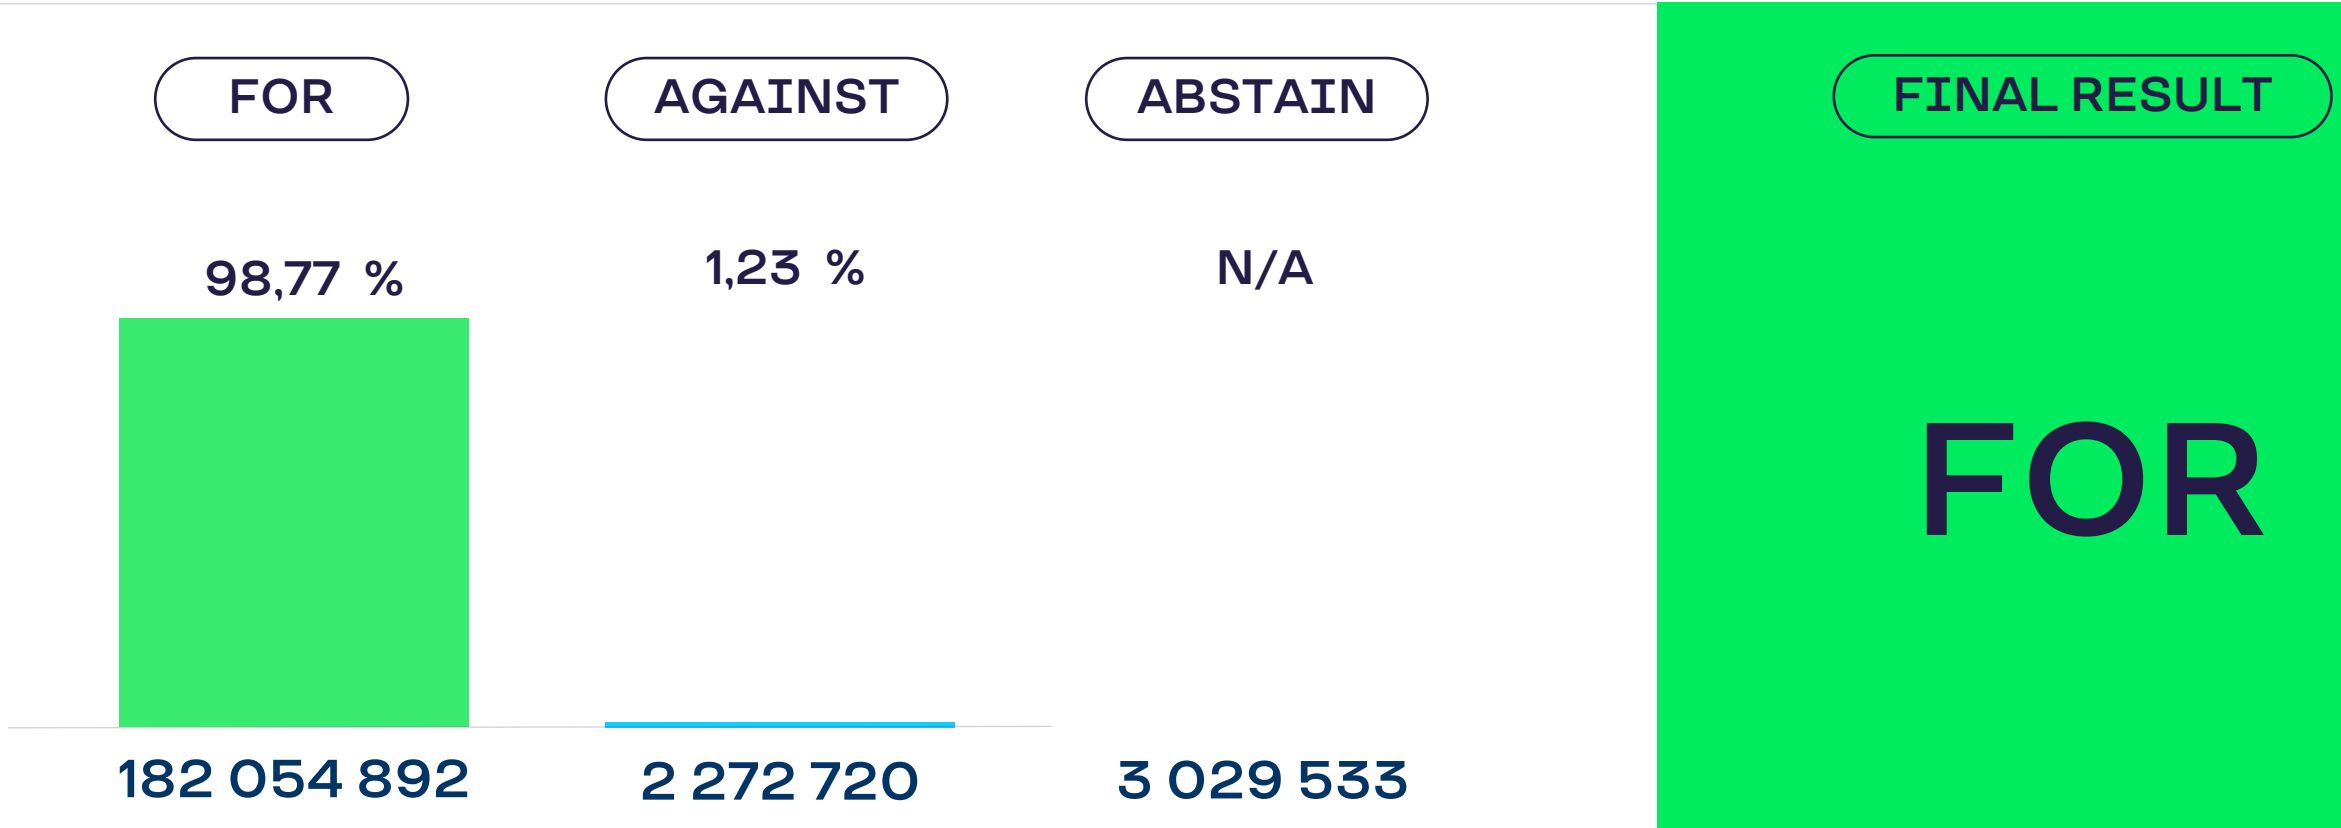 FOR
AGAINST
ABSTAIN
FINAL RESULT
98,77 %
1,23 %
N/A
FOR
182 054 892
2 272 720
3 029 533